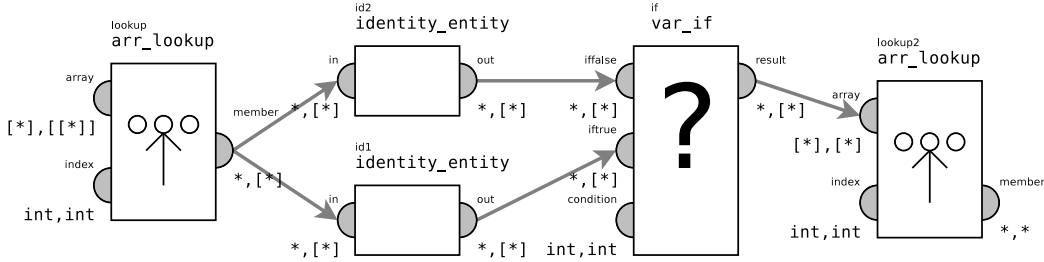 lookup
arr_lookup
array
[*],[[*]]
index
int,int
member
*,[*]
id2
identity_entity
in
*,[*]
out
*,[*]
id1
identity_entity
in
*,[*]
out
*,[*]
if
var_if
iffalse
*,[*]
iftrue
*,[*]
condition
int,int
?
result
*,[*]
lookup2
arr_lookup
array
[*],[*]
index
int,int
member
*,*